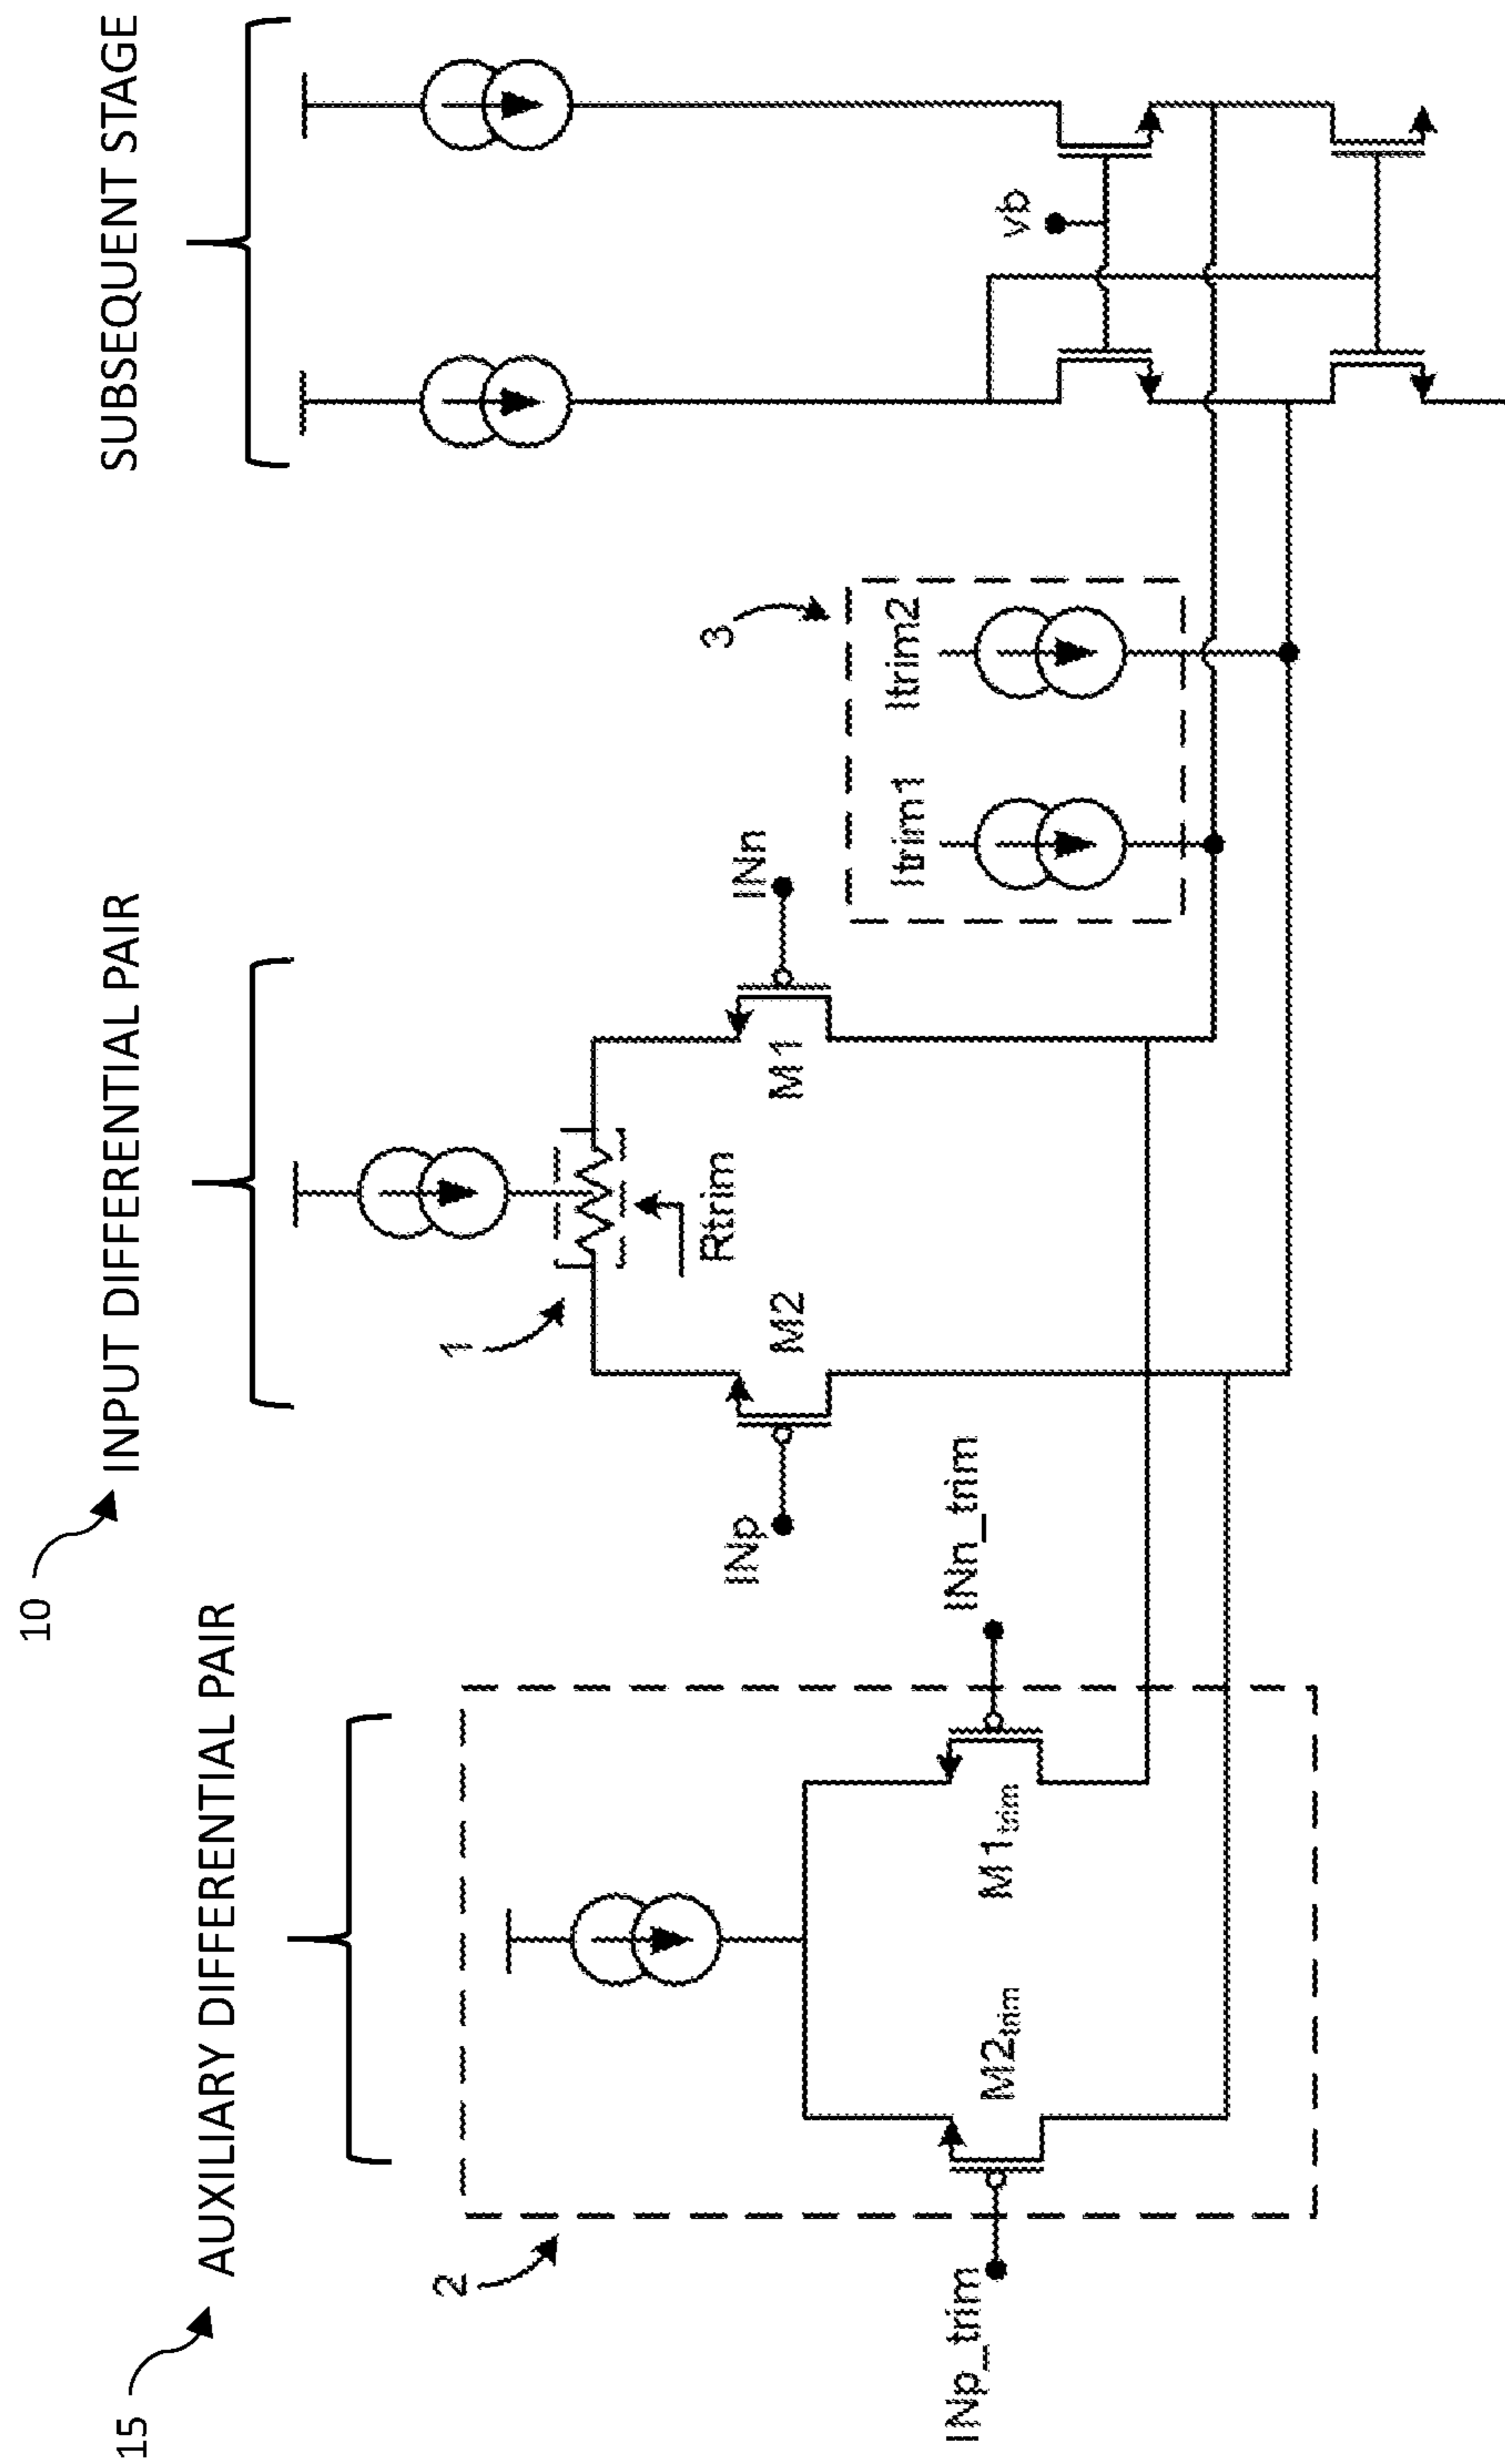 15
AUXILIARY DIFFERENTIAL PAIR
10
INPUT DIFFERENTIAL PAIR
SUBSEQUENT STAGE
2
INp_trim
M2trim
M1trim
INn_trim
1
Rtrim
INp
M2
M1
INn
3
Itrim1
Itrim2
vb